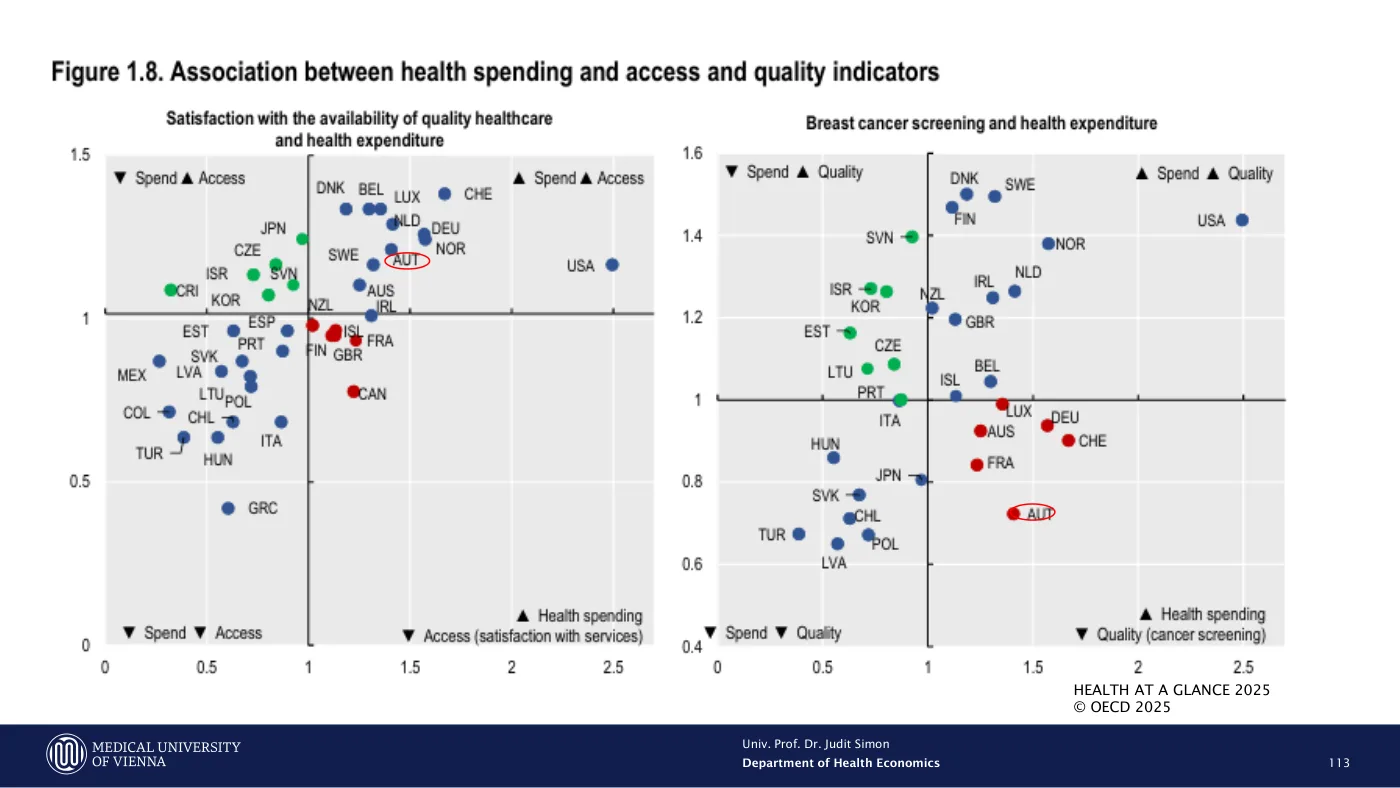 Figure 1.8. Association between health spending and access and quality indicators
Satisfaction with the availability of quality healthcare
and health expenditure
1.5
▼ Spend ▲ Access
▲ Spend ▲ Access
DNK
BEL
LUX
CHE
JPN
NLD
DEU
CZE
SWE
NOR
AUT
ISR
SVN
USA
CRI
KOR
AUS
NZL
IRL
1
EST
ESP
ISL
PRT
FIN
FRA
SVK
GBR
MEX
LVA
LTU
POL
CAN
COL
CHL
TUR
ITA
HUN
0.5
GRC
▲ Health spending
▼ Spend ▼ Access
▼ Access (satisfaction with services)
0
0
0.5
1
1.5
2
2.5
Breast cancer screening and health expenditure
1.6
▼ Spend ▲ Quality
▲ Spend ▲ Quality
DNK
SWE
FIN
USA
1.4
SVN
NOR
NLD
ISR
IRL
KOR
NZL
1.2
GBR
EST
CZE
LTU
BEL
ISL
PRT
1
LUX
ITA
DEU
AUS
CHE
HUN
FRA
JPN
0.8
SVK
AUT
CHL
TUR
POL
LVA
0.6
▲ Health spending
▼ Spend ▼ Quality
▼ Quality (cancer screening)
0.4
0
0.5
1
1.5
2
2.5
HEALTH AT A GLANCE 2025
© OECD 2025
MEDICAL UNIVERSITY
OF VIENNA
Univ. Prof. Dr. Judit Simon
Department of Health Economics
113